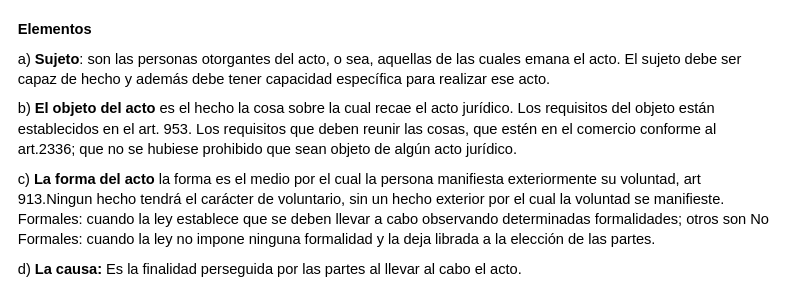 Elementos
a) Sujeto: son las personas otorgantes del acto, o sea, aquellas de las cuales emana el acto. El sujeto debe ser
capaz de hecho y además debe tener capacidad específica para realizar ese acto.
b) El objeto del acto es el hecho la cosa sobre la cual recae el acto jurídico. Los requisitos del objeto están
establecidos en el art. 953. Los requisitos que deben reunir las cosas, que estén en el comercio conforme al
art.2336; que no se hubiese prohibido que sean objeto de algún acto jurídico.
c) La forma del acto la forma es el medio por el cual la persona manifiesta exteriormente su voluntad, art
913.Ningun hecho tendrá el carácter de voluntario, sin un hecho exterior por el cual la voluntad se manifieste.
Formales: cuando la ley establece que se deben llevar a cabo observando determinadas formalidades; otros son No
Formales: cuando la ley no impone ninguna formalidad y la deja librada a la elección de las partes.
d) La causa: Es la finalidad perseguida por las partes al llevar al cabo el acto.